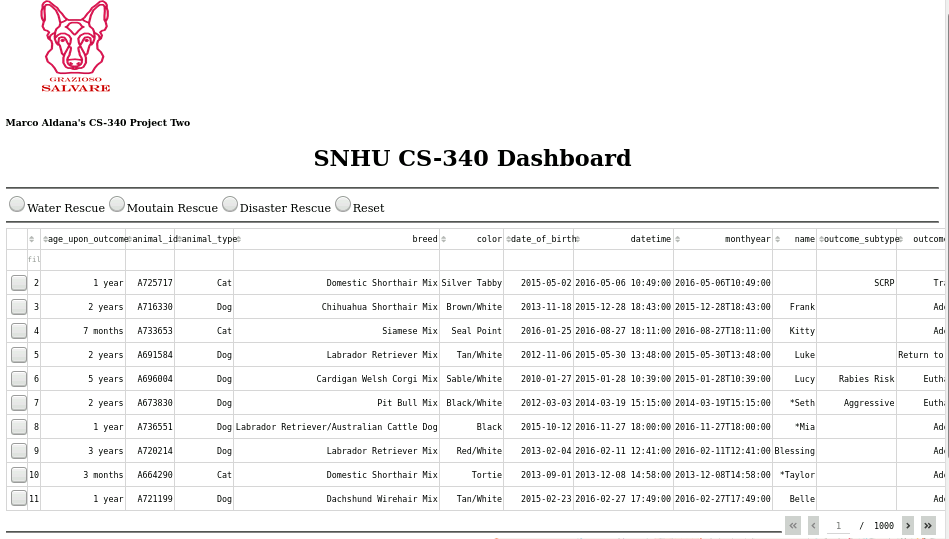 GRAZIOSO
SALVARE
Marco Aldana's CS-340 Project Two
SNHU CS-340 Dashboard
Water Rescue Moutain Rescue Disaster Rescue Reset
age_upon_outcome animal_id animal_type breed color date_of_birth datetime monthyear name outcome_subtype outcome
fil
2 1 year A725717 Cat Domestic Shorthair Mix Silver Tabby 2015-05-02 2016-05-06 10:49:00 2016-05-06T10:49:00 SCRP Tra
3 2 years A716330 Dog Chihuahua Shorthair Mix Brown/White 2013-11-18 2015-12-28 18:43:00 2015-12-28T18:43:00 Frank Ado
4 7 months A733653 Cat Siamese Mix Seal Point 2016-01-25 2016-08-27 18:11:00 2016-08-27T18:11:00 Kitty Ado
5 2 years A691584 Dog Labrador Retriever Mix Tan/White 2012-11-06 2015-05-30 13:48:00 2015-05-30T13:48:00 Luke Return to
6 5 years A696004 Dog Cardigan Welsh Corgi Mix Sable/White 2010-01-27 2015-01-28 10:39:00 2015-01-28T10:39:00 Lucy Rabies Risk Eutha
7 2 years A673830 Dog Pit Bull Mix Black/White 2012-03-03 2014-03-19 15:15:00 2014-03-19T15:15:00 *Seth Aggressive Eutha
8 1 year A736551 Dog Labrador Retriever/Australian Cattle Dog Black 2015-10-12 2016-11-27 18:00:00 2016-11-27T18:00:00 *Mia Ado
9 3 years A720214 Dog Labrador Retriever Mix Red/White 2013-02-04 2016-02-11 12:41:00 2016-02-11T12:41:00 Blessing Ado
10 3 months A664290 Cat Domestic Shorthair Mix Tortie 2013-09-01 2013-12-08 14:58:00 2013-12-08T14:58:00 *Taylor Ado
11 1 year A721199 Dog Dachshund Wirehair Mix Tan/White 2015-02-23 2016-02-27 17:49:00 2016-02-27T17:49:00 Belle Ado
« ‹ 1 / 1000 › »